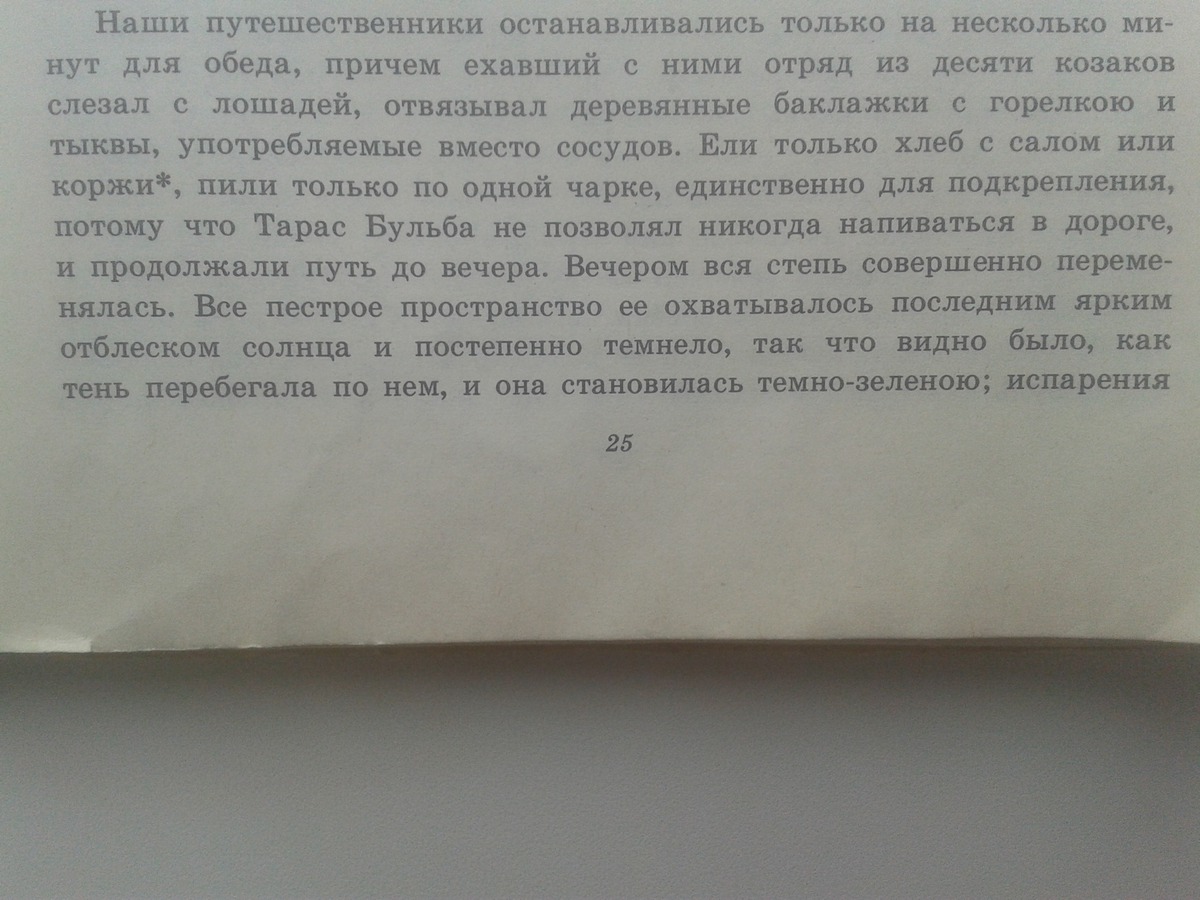 Наши путешественники останавливались только на несколько ми-
нут для обеда, причем ехавший с ними отряд из десяти козаков
слезал с лошадей, отвязывал деревянные баклажки с горелкою и
тыквы, употребляемые вместо сосудов. Ели только хлеб с салом или
коржи*, пили только по одной чарке, единственно для подкрепления,
потому что Тарас Бульба не позволял никогда напиваться в дороге,
и продолжали путь до вечера. Вечером вся степь совершенно переме-
нялась. Все пестрое пространство ее охватывалось последним ярким
отблеском солнца и постепенно темнело, так что видно было, как
тень перебегала по нем, и она становилась темно-зеленою; испарения
25